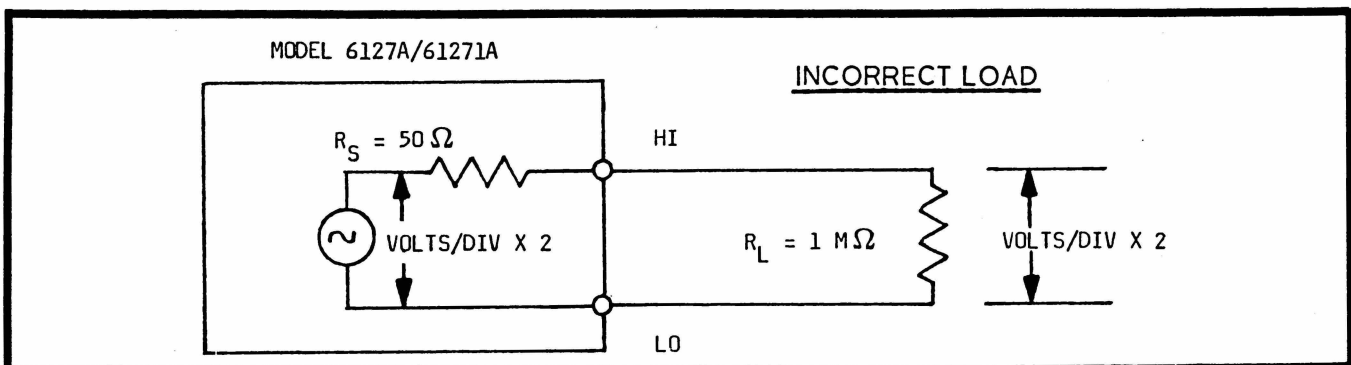 MODEL 6127A/61271A
INCORRECT LOAD
R_S = 50 Ω
HI
VOLTS/DIV X 2
R_L = 1 MΩ
VOLTS/DIV X 2
LO